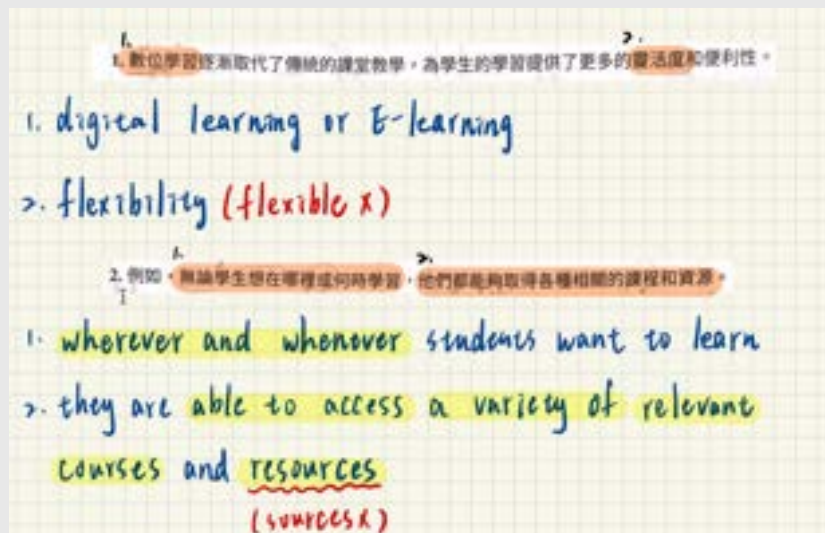 1. 2.
1. 數位學習逐漸取代了傳統的課堂教學，為學生的學習提供了更多的靈活度和便利性。
1. digital learning or E-learning
2. flexibility (flexible x)
1. 2.
2. 例如，無論學生想在哪裡或何時學習，他們都能夠取得各種相關的課程和資源。
1. wherever and whenever students want to learn
2. they are able to access a variety of relevant
courses and resources
(sources x)